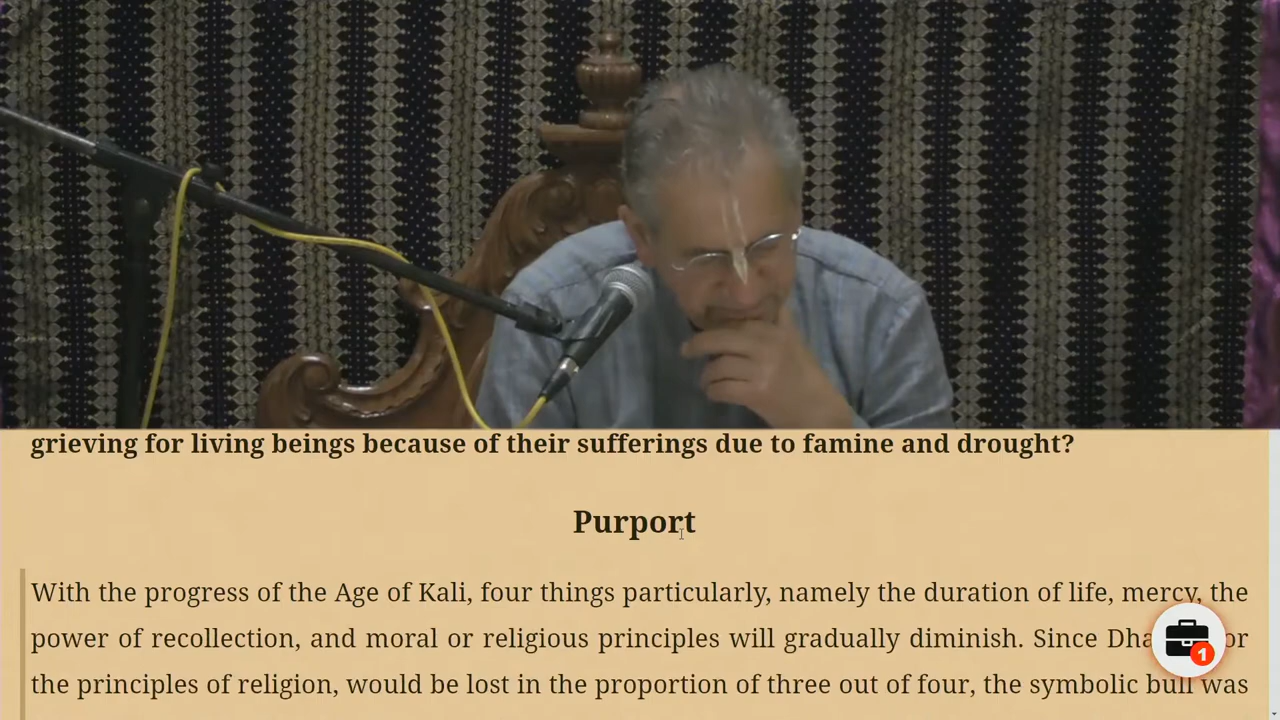 grieving for living beings because of their sufferings due to famine and drought?
Purport
With the progress of the Age of Kali, four things particularly, namely the duration of life, mercy, the
power of recollection, and moral or religious principles will gradually diminish. Since
the principles of religion, would be lost in the proportion of three out of four, the symbolic bull was
1